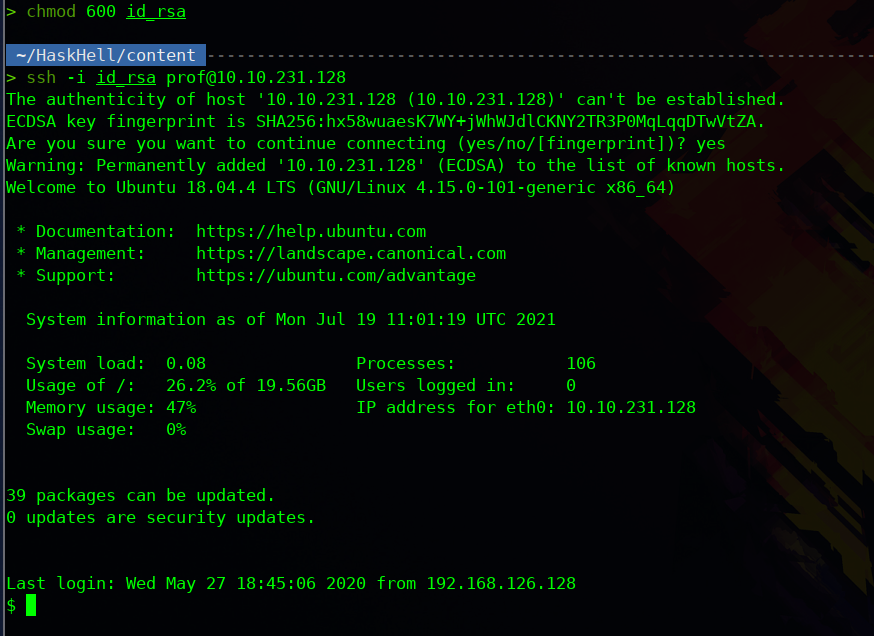 > chmod 600 id_rsa
~/HaskHell/content --------------------------------------------------------------------
> ssh -i id_rsa prof@10.10.231.128
The authenticity of host '10.10.231.128 (10.10.231.128)' can't be established.
ECDSA key fingerprint is SHA256:hx58wuaesK7WY+jWhWJdlCKNY2TR3P0MqLqqDTwVtZA.
Are you sure you want to continue connecting (yes/no/[fingerprint])? yes
Warning: Permanently added '10.10.231.128' (ECDSA) to the list of known hosts.
Welcome to Ubuntu 18.04.4 LTS (GNU/Linux 4.15.0-101-generic x86_64)
* Documentation:  https://help.ubuntu.com
* Management:     https://landscape.canonical.com
* Support:        https://ubuntu.com/advantage
System information as of Mon Jul 19 11:01:19 UTC 2021
System load:  0.08               Processes:           106
Usage of /:   26.2% of 19.56GB   Users logged in:     0
Memory usage: 47%                IP address for eth0: 10.10.231.128
Swap usage:   0%
39 packages can be updated.
0 updates are security updates.
Last login: Wed May 27 18:45:06 2020 from 192.168.126.128
$